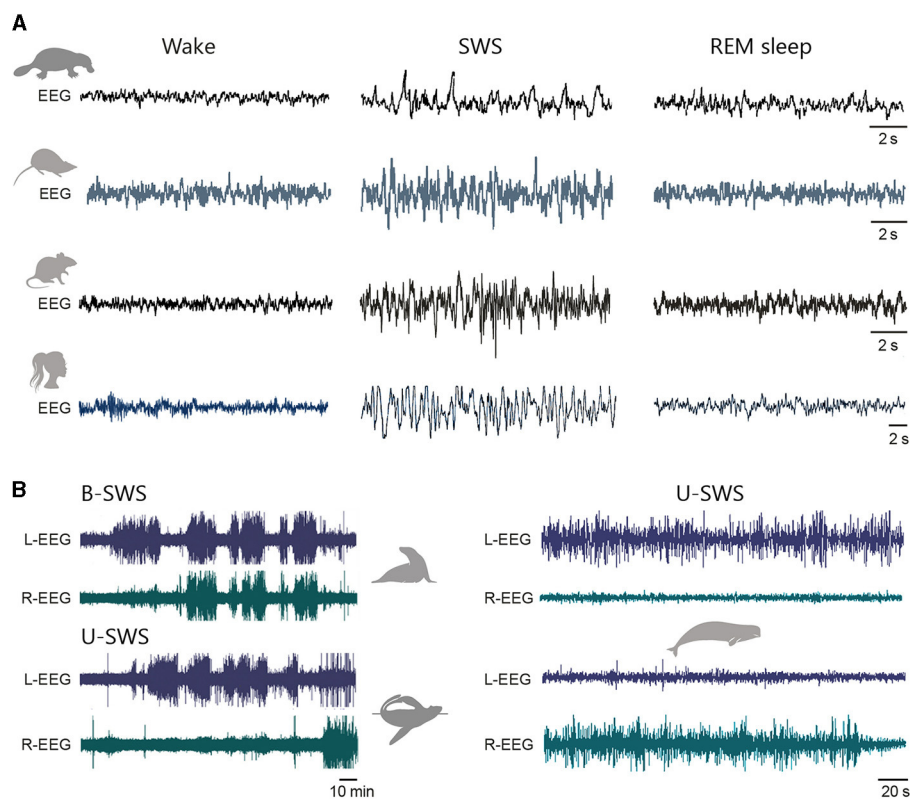 A
Wake SWS REM sleep
EEG
2 s
EEG
2 s
EEG
2 s
EEG
2 s
B
B-SWS
L-EEG
R-EEG
U-SWS
L-EEG
R-EEG
10 min
U-SWS
L-EEG
R-EEG
L-EEG
R-EEG
20 s